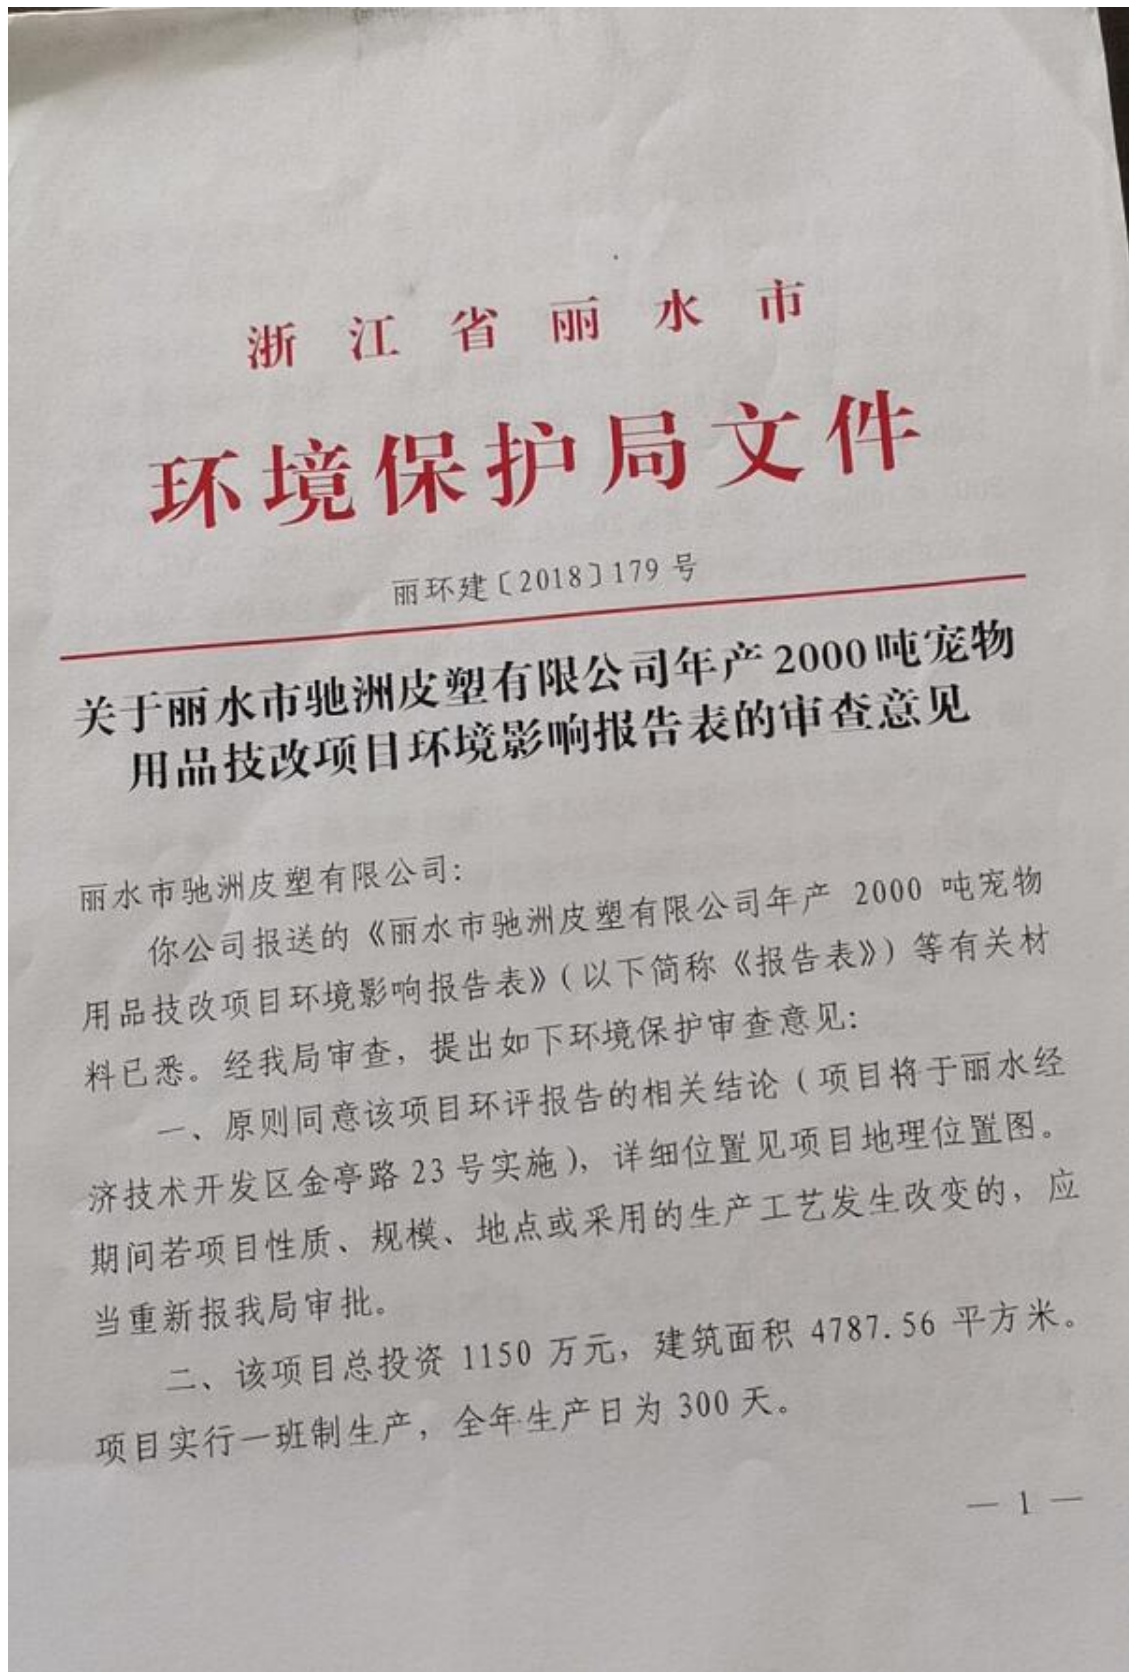 浙江省丽水市
环境保护局文件
丽环建〔2018〕179号
关于丽水市驰洲皮塑有限公司年产2000吨宠物
用品技改项目环境影响报告表的审查意见
丽水市驰洲皮塑有限公司：
你公司报送的《丽水市驰洲皮塑有限公司年产 2000 吨宠物
用品技改项目环境影响报告表》（以下简称《报告表》）等有关材
料已悉。经我局审查，提出如下环境保护审查意见：
一、原则同意该项目环评报告的相关结论（项目将于丽水经
济技术开发区金亭路23号实施），详细位置见项目地理位置图。
期间若项目性质、规模、地点或采用的生产工艺发生改变的，应
当重新报我局审批。
二、该项目总投资 1150 万元，建筑面积 4787.56 平方米。
项目实行一班制生产，全年生产日为 300 天。
— 1 —